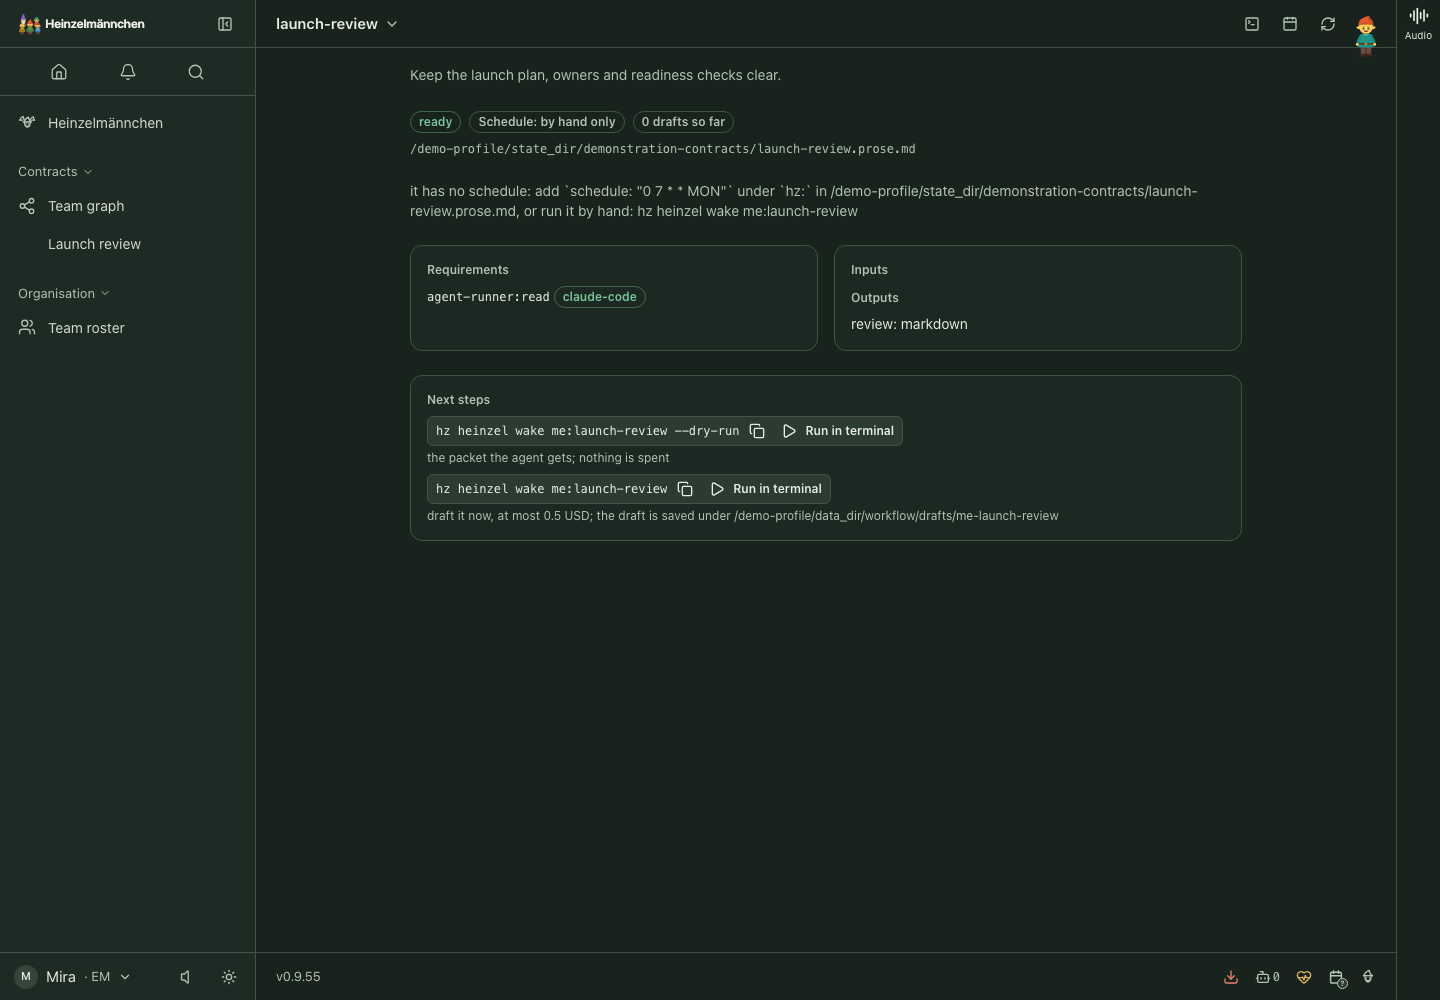 Heinzelmännchen
launch-review
Audio
Heinzelmännchen
Contracts
Team graph
Launch review
Organisation
Team roster
Keep the launch plan, owners and readiness checks clear.
ready
Schedule: by hand only
0 drafts so far
/demo-profile/state_dir/demonstration-contracts/launch-review.prose.md
it has no schedule: add `schedule: "0 7 * * MON"` under `hz:` in /demo-profile/state_dir/demonstration-contracts/launch-
review.prose.md, or run it by hand: hz heinzel wake me:launch-review
Requirements
agent-runner:read claude-code
Inputs
Outputs
review: markdown
Next steps
hz heinzel wake me:launch-review --dry-run Run in terminal
the packet the agent gets; nothing is spent
hz heinzel wake me:launch-review Run in terminal
draft it now, at most 0.5 USD; the draft is saved under /demo-profile/data_dir/workflow/drafts/me-launch-review
M Mira · EM
v0.9.55
0
?